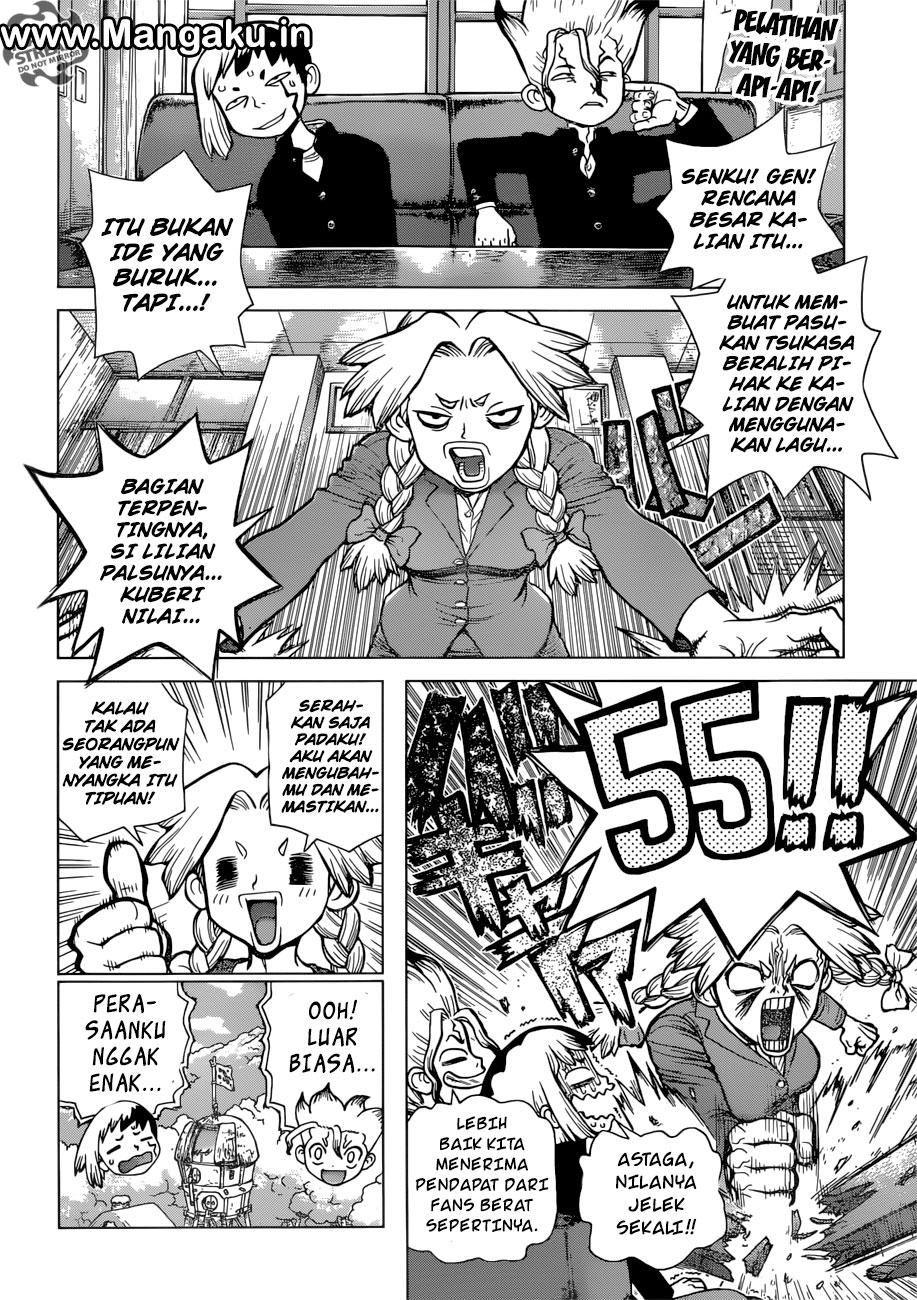 www.Mangaku.in
STREAM
DO NOT MIRROR
PELATIHAN
YANG BER-
API-API!
SENKU! GEN!
RENCANA
BESAR KA-
LIAN ITU...
ITU BUKAN
IDE YANG
BURUK...
TAPI...!
UNTUK MEM-
BUAT PASU-
KAN TSUKASA
BERALIH PI-
HAK KE KA-
LIAN DENGAN
MENGGUNA-
KAN LAGU...
BAGIAN
TERPEN-
TINGNYA,
SI LILIAN
PALSUNYA...
KUBERI
NILAI...
55!!
ASTAGA,
NILANYA
JELEK
SEKALI!!
LEBIH
BAIK KITA
MENERIMA
PENDAPAT DARI
FANS BERAT
SEPERTINYA.
SERAH-
KAN SAJA
PADAKU!
AKU AKAN
MENGUBAH-
MU DAN ME-
MASTIKAN...
KALAU
TAK ADA
SEORANGPUN
YANG ME-
NYANGKA ITU
TIPUAN!
OOH!
LUAR
BIASA...
PERA-
SAANKU
NGGAK
ENAK...